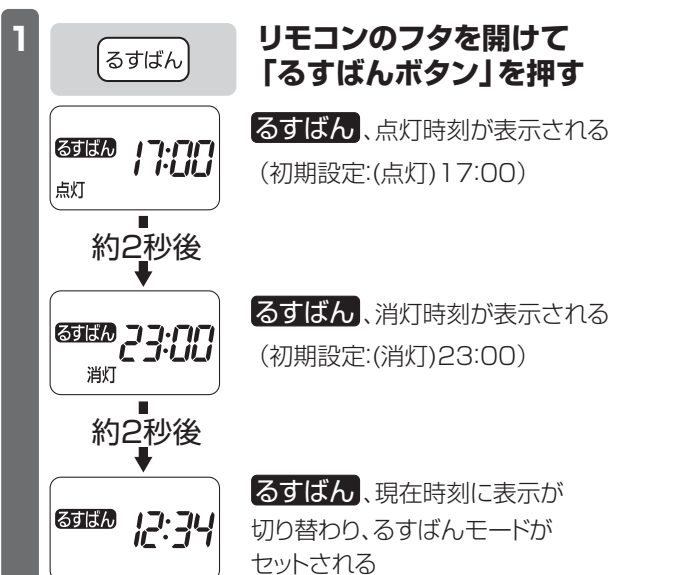 1
るすばん
リモコンのフタを開けて
「るすばんボタン」を押す
るすばん 17:00
点灯
るすばん、点灯時刻が表示される
（初期設定:(点灯)17:00）
約2秒後
るすばん 23:00
消灯
るすばん、消灯時刻が表示される
（初期設定:(消灯)23:00）
約2秒後
るすばん 12:34
るすばん、現在時刻に表示が
切り替わり、るすばんモードが
セットされる